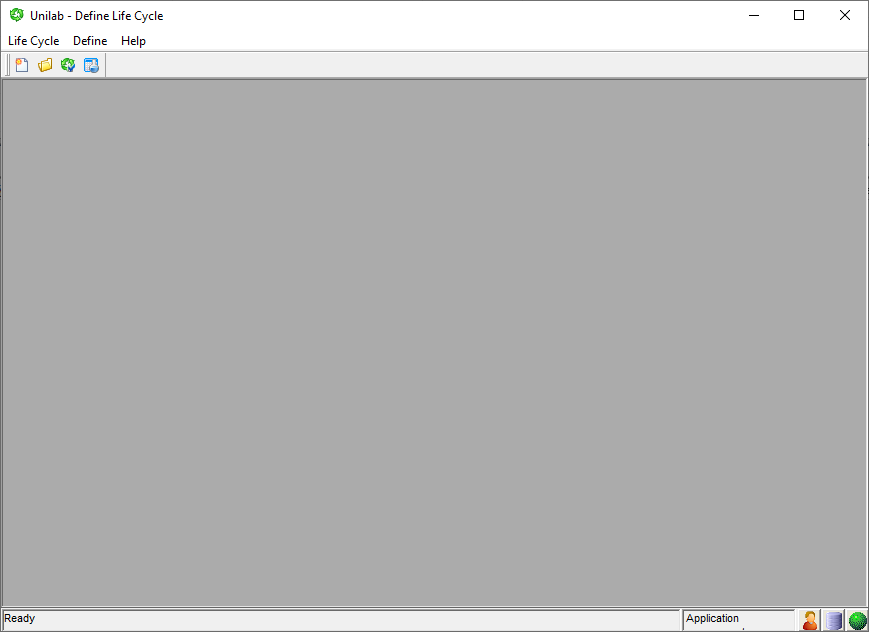 Unilab - Define Life Cycle
Life Cycle Define Help
Ready Application